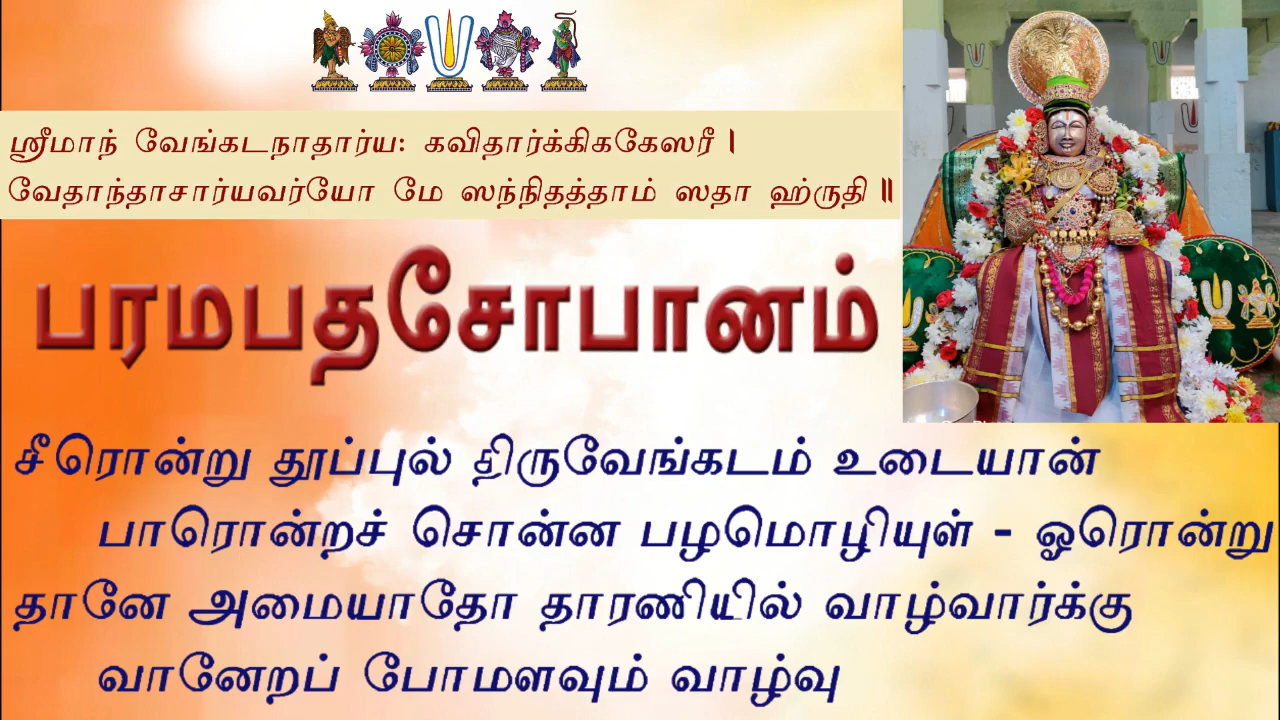 ஸ்ரீமாந் வேங்கடநாதார்ய: கவிதார்க்கிககேஸரீ |
வேதாந்தாசார்யவர்யோ மே ஸந்நிதத்தாம் ஸதா ஹ்ருதி ||
பரமபதசோபானம்
சீரொன்று தூப்புல் திருவேங்கடம் உடையான்
பாரொன்றச் சொன்ன பழமொழியுள் - ஓரொன்று
தானே அமையாதோ தாரணியில் வாழ்வார்க்கு
வானேறப் போமளவும் வாழ்வு